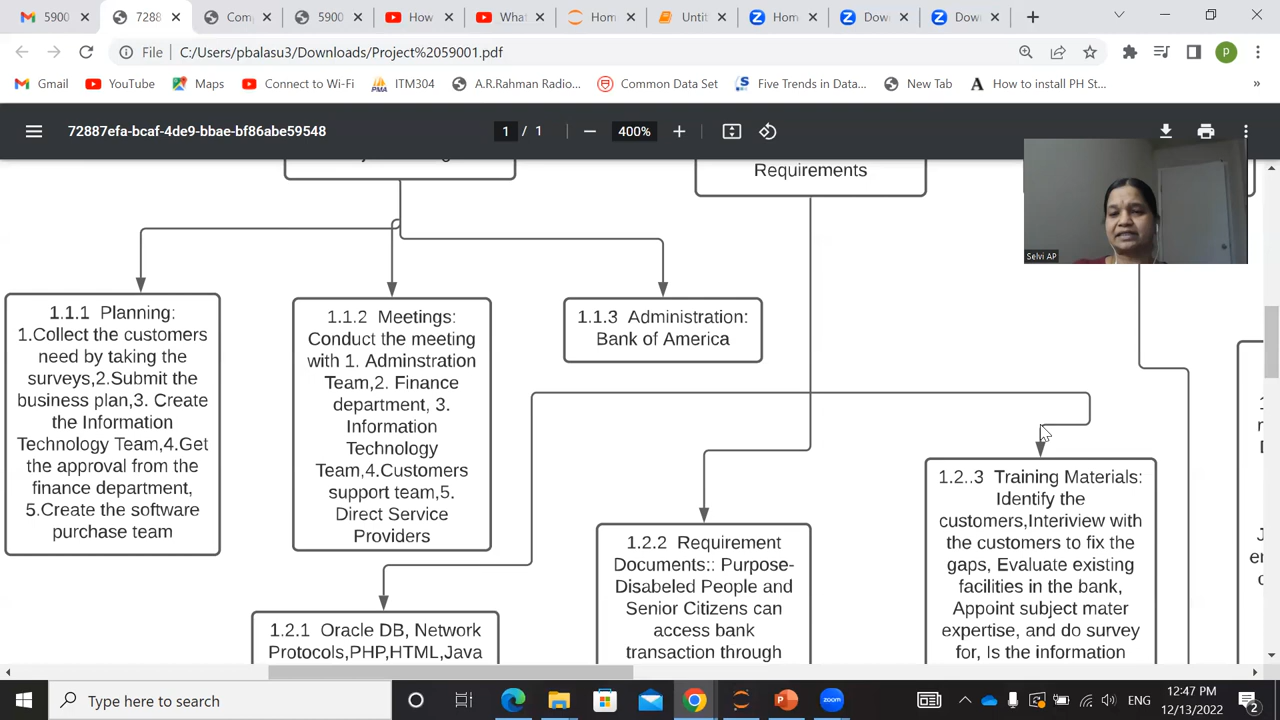 5900
7288
Com
5900
How
What
Hom
Untit
Hom
Dow
Dow
File
C:/Users/pbalasu3/Downloads/Project%2059001.pdf
p
Gmail
YouTube
Maps
Connect to Wi-Fi
ITM304
A.R.Rahman Radio...
Common Data Set
Five Trends in Data...
New Tab
How to install PH St...
»
72887efa-bcaf-4de9-bbae-bf86abe59548
1 / 1
400%
Requirements
Selvi AP
1.1.1 Planning:
1.Collect the customers
need by taking the
surveys,2.Submit the
business plan,3. Create
the Information
Technology Team,4.Get
the approval from the
finance department,
5.Create the software
purchase team
1.1.2 Meetings:
Conduct the meeting
with 1. Adminstration
Team,2. Finance
department, 3.
Information
Technology
Team,4.Customers
support team,5.
Direct Service
Providers
1.1.3 Administration:
Bank of America
1.2.1 Oracle DB, Network
Protocols,PHP,HTML,Java
1.2.2 Requirement
Documents:: Purpose-
Disabeled People and
Senior Citizens can
access bank
transaction through
1.2..3 Training Materials:
Identify the
customers,Interiview with
the customers to fix the
gaps, Evaluate existing
facilities in the bank,
Appoint subject mater
expertise, and do survey
for, Is the information
Type here to search
ENG
12:47 PM
12/13/2022
2